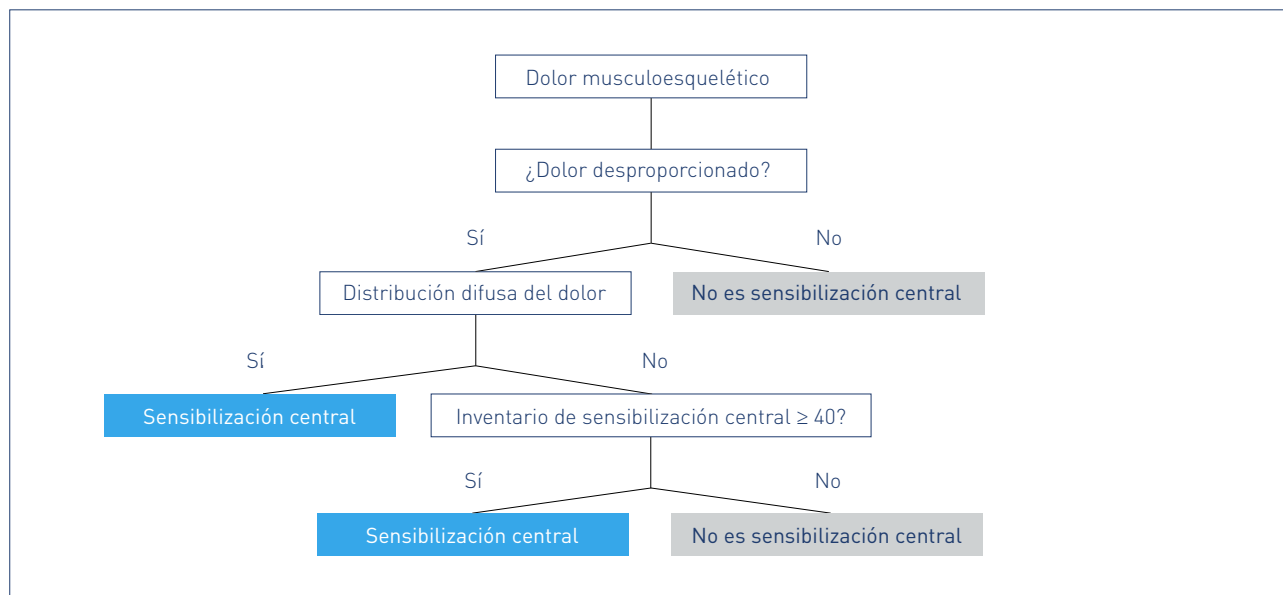 Dolor musculoesquelético
¿Dolor desproporcionado?
Sí
No
Distribución difusa del dolor
No es sensibilización central
Sí
No
Sensibilización central
Inventario de sensibilización central ≥ 40?
Sí
No
Sensibilización central
No es sensibilización central